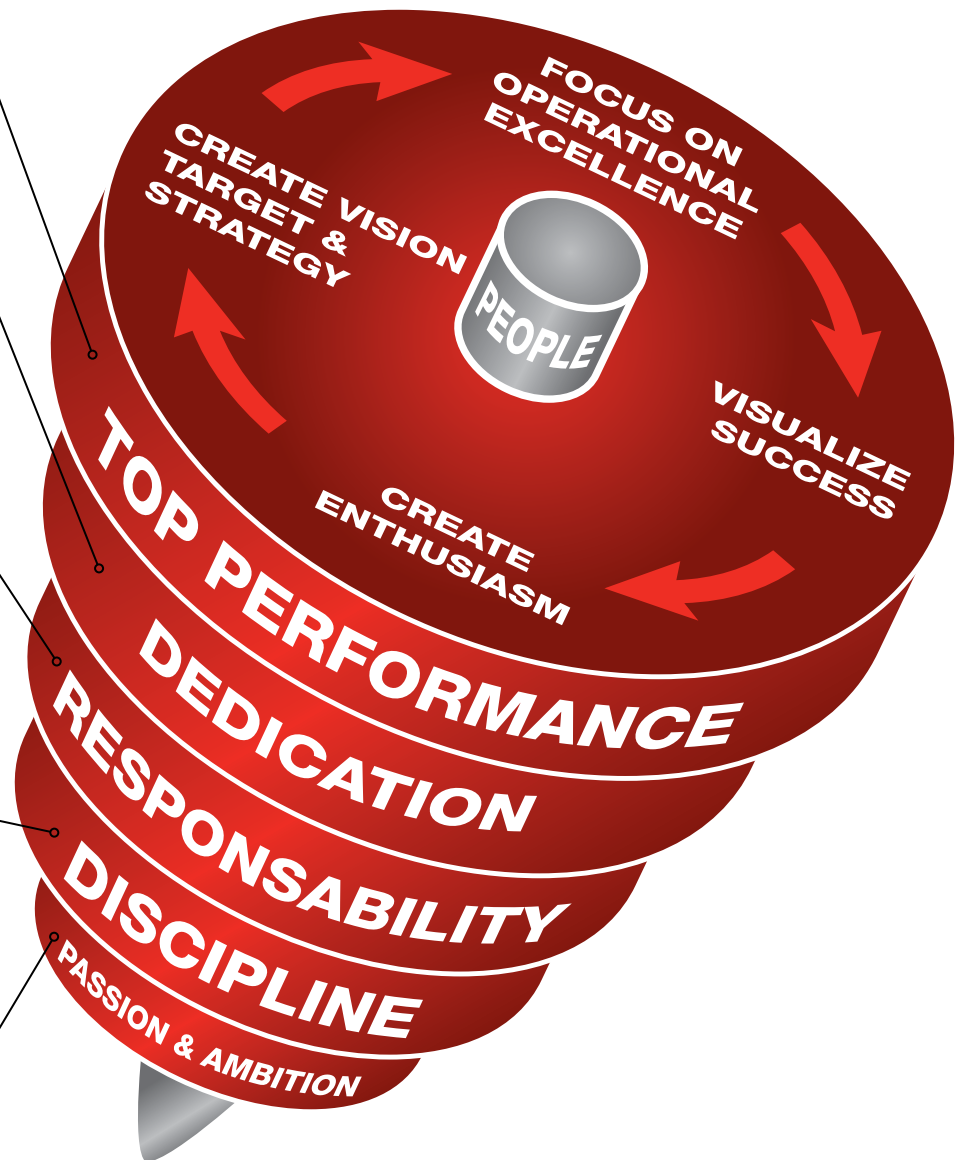 FOCUS ON
OPERATIONAL
EXCELLENCE
CREATE VISION
TARGET &
STRATEGY
PEOPLE
VISUALIZE
SUCCESS
CREATE
ENTHUSIASM
TOP PERFORMANCE
DEDICATION
RESPONSABILITY
DISCIPLINE
PASSION & AMBITION